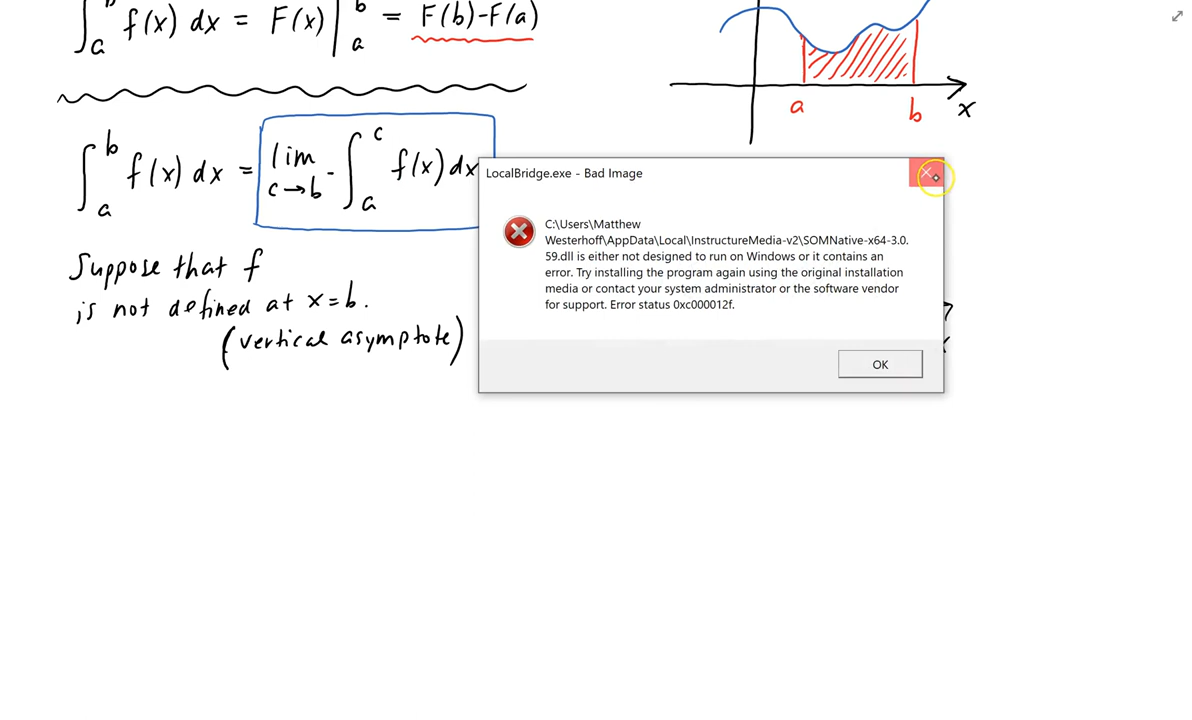 ∫_a^b f(x) dx = F(x)|_a^b = F(b)-F(a)
a b x
∫_a^b f(x) dx = lim_{c→b^-} ∫_a^c f(x) dx
Suppose that f
is not defined at x=b.
(vertical asymptote)
LocalBridge.exe - Bad Image
C:\Users\Matthew
Westerhoff\AppData\Local\InstructureMedia-v2\SOMNative-x64-3.0.
59.dll is either not designed to run on Windows or it contains an
error. Try installing the program again using the original installation
media or contact your system administrator or the software vendor
for support. Error status 0xc000012f.
OK